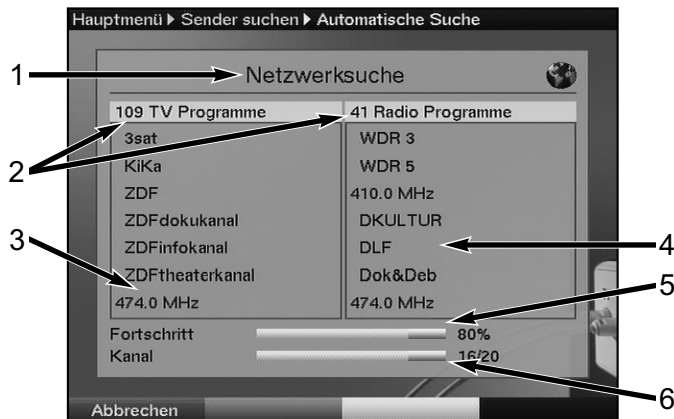 Hauptmenü Sender suchen Automatische Suche
1
Netzwerksuche
109 TV Programme
41 Radio Programme
2
3sat
WDR 3
KiKa
WDR 5
ZDF
410.0 MHz
3
ZDFdokukanal
DKULTUR
ZDFinfokanal
DLF
4
ZDFtheaterkanal
Dok&Deb
5
474.0 MHz
474.0 MHz
Fortschritt
80%
Kanal
16/20
6
Abbrechen